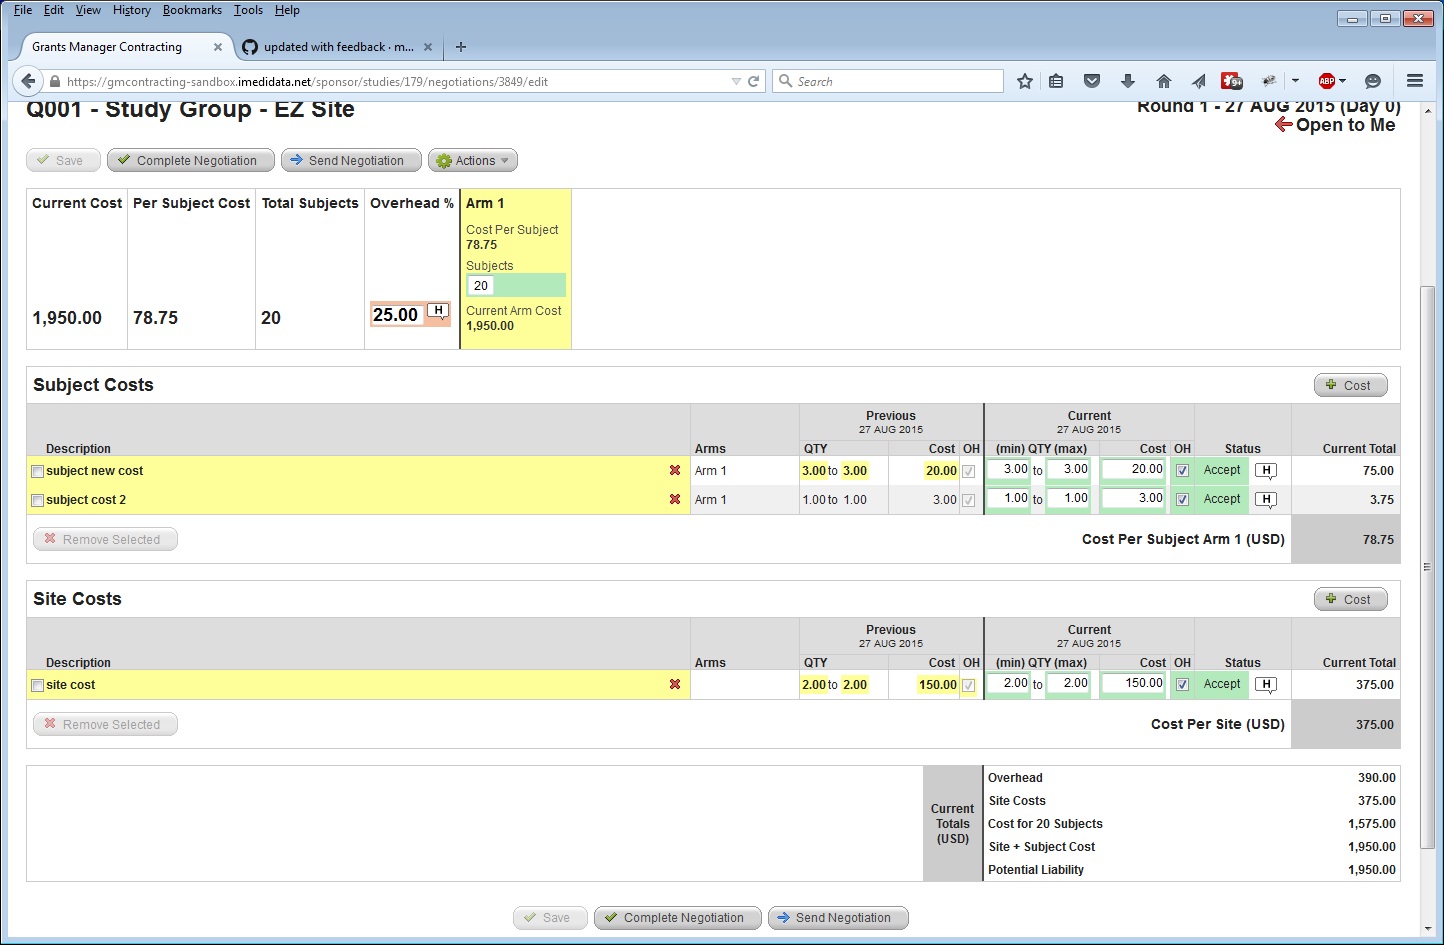 File Edit View History Bookmarks Tools Help
Grants Manager Contracting
updated with feedback · m...
https://gmcontracting-sandbox.imedidata.net/sponsor/studies/179/negotiations/3849/edit
Search
9+
ABP
Q001 - Study Group - EZ Site
Round 1 - 27 AUG 2015 (Day 0)
Open to Me
Save Complete Negotiation Send Negotiation Actions
Current Cost Per Subject Cost Total Subjects Overhead % Arm 1
Cost Per Subject
78.75
Subjects
20
1,950.00 78.75 20 25.00 H
Current Arm Cost
1,950.00
Subject Costs
Cost
Previous Current
27 AUG 2015 27 AUG 2015
Description Arms QTY Cost OH (min) QTY (max) Cost OH Status Current Total
subject new cost Arm 1 3.00 to 3.00 20.00 3.00 to 3.00 20.00 Accept H 75.00
subject cost 2 Arm 1 1.00 to 1.00 3.00 1.00 to 1.00 3.00 Accept H 3.75
Remove Selected Cost Per Subject Arm 1 (USD) 78.75
Site Costs
Cost
Previous Current
27 AUG 2015 27 AUG 2015
Description Arms QTY Cost OH (min) QTY (max) Cost OH Status Current Total
site cost 2.00 to 2.00 150.00 2.00 to 2.00 150.00 Accept H 375.00
Remove Selected Cost Per Site (USD) 375.00
Current
Totals
(USD)
Overhead 390.00
Site Costs 375.00
Cost for 20 Subjects 1,575.00
Site + Subject Cost 1,950.00
Potential Liability 1,950.00
Save Complete Negotiation Send Negotiation